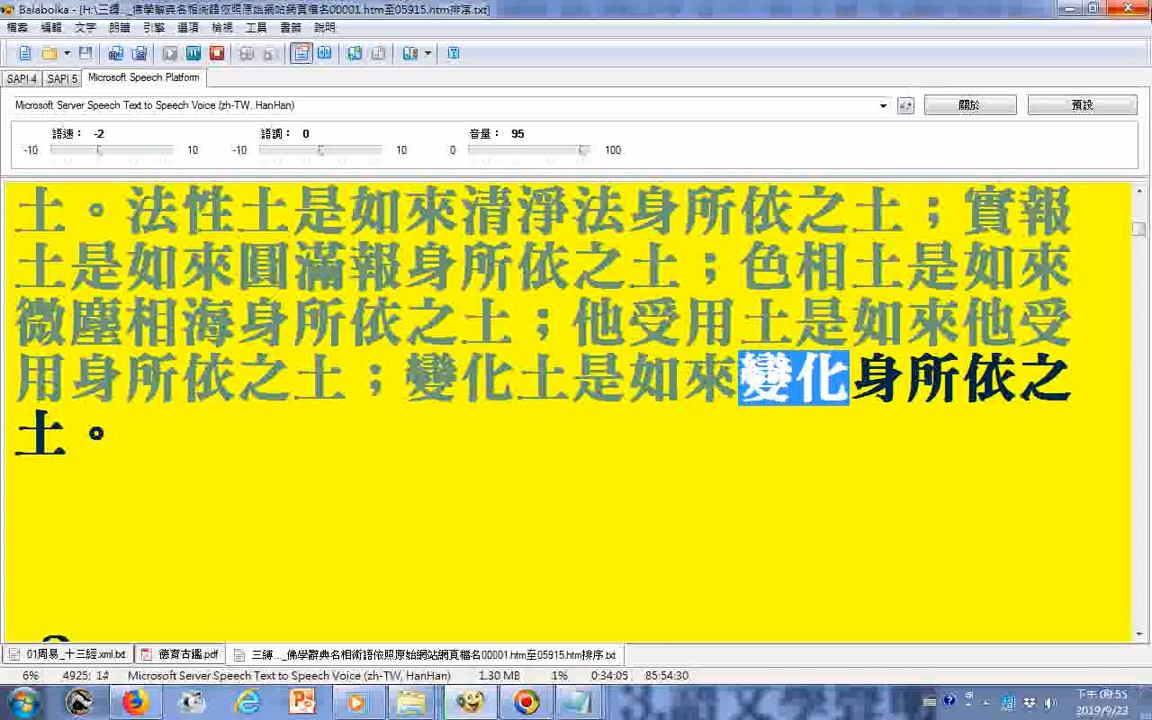 Balabolka - [H:\三縛..._佛學辭典名相術語依照原始網站網頁檔名00001.htm至05915.htm排序.txt]
檔案 編輯 文字 朗讀 引擎 選項 檢視 工具 書籤 說明
SAPI 4 SAPI 5 Microsoft Speech Platform
Microsoft Server Speech Text to Speech Voice (zh-TW, HanHan) 關於 預設
語速： -2 語調： 0 音量： 95
-10 10 -10 10 0 100
土。法性土是如來清淨法身所依之土；實報
土是如來圓滿報身所依之土；色相土是如來
微塵相海身所依之土；他受用土是如來他受
用身所依之土；變化土是如來變化身所依之
土。
01周易_十三經.xml.txt 德育古鑑.pdf 三縛..._佛學辭典名相術語依照原始網站網頁檔名00001.htm至05915.htm排序.txt
6% 4925: 14 Microsoft Server Speech Text to Speech Voice (zh-TW, HanHan) 1.30 MB 1% 0:34:05 85:54:30
下午 09:55
2019/9/23